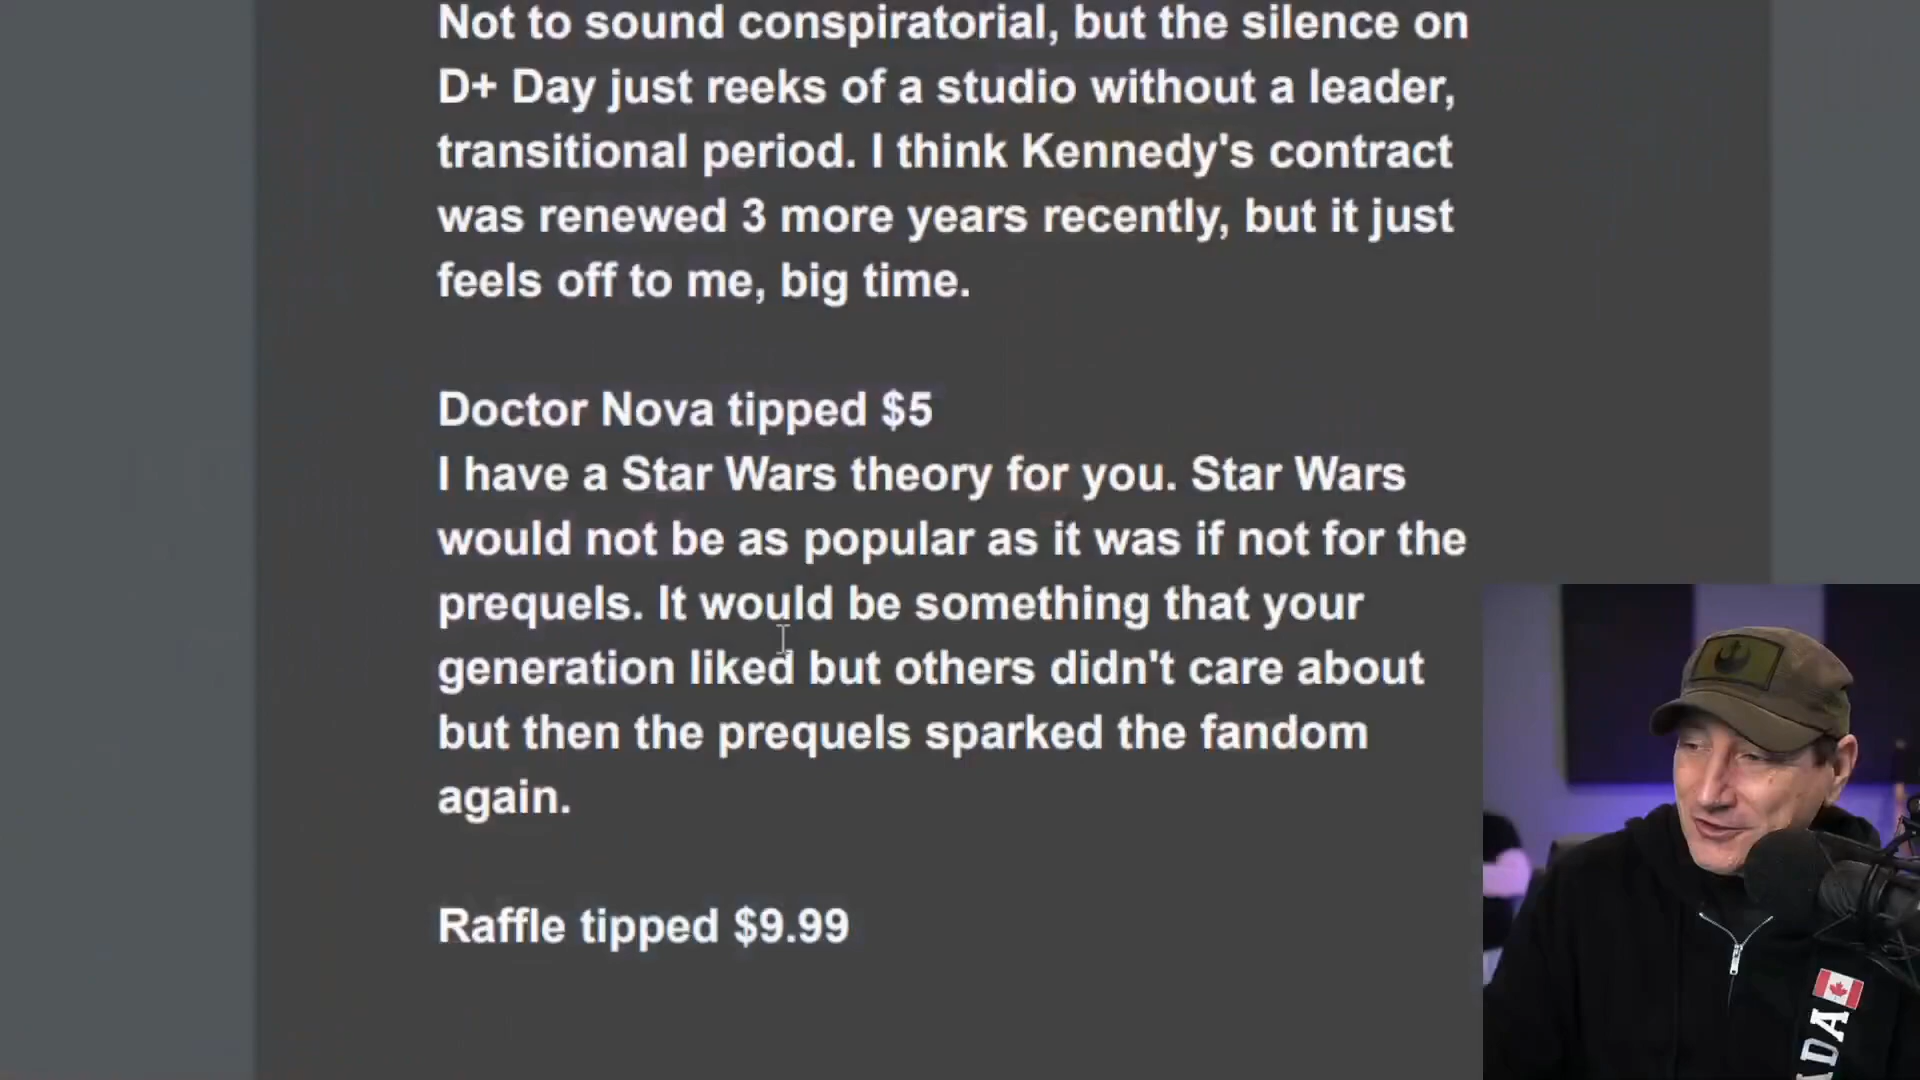 Not to sound conspiratorial, but the silence on
D+ Day just reeks of a studio without a leader,
transitional period. I think Kennedy's contract
was renewed 3 more years recently, but it just
feels off to me, big time.
Doctor Nova tipped $5
I have a Star Wars theory for you. Star Wars
would not be as popular as it was if not for the
prequels. It would be something that your
generation liked but others didn't care about
but then the prequels sparked the fandom
again.
Raffle tipped $9.99
ADA